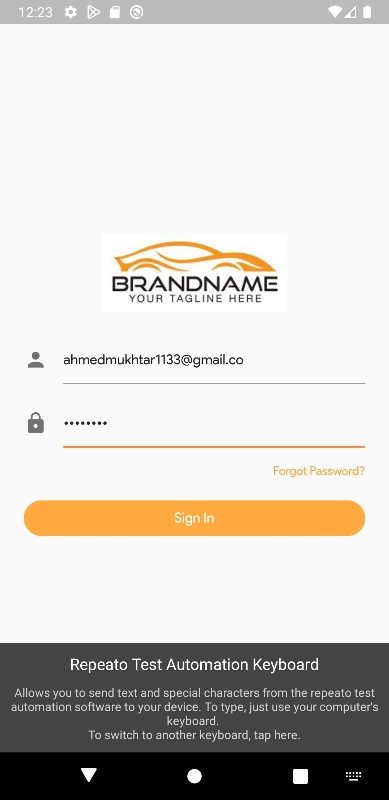 12:23
BRANDNAME
YOUR TAGLINE HERE
ahmedmukhtar1133@gmail.co
••••••••
Forgot Password?
Sign In
Repeato Test Automation Keyboard
Allows you to send text and special characters from the repeato test
automation software to your device. To type, just use your computer's
keyboard.
To switch to another keyboard, tap here.